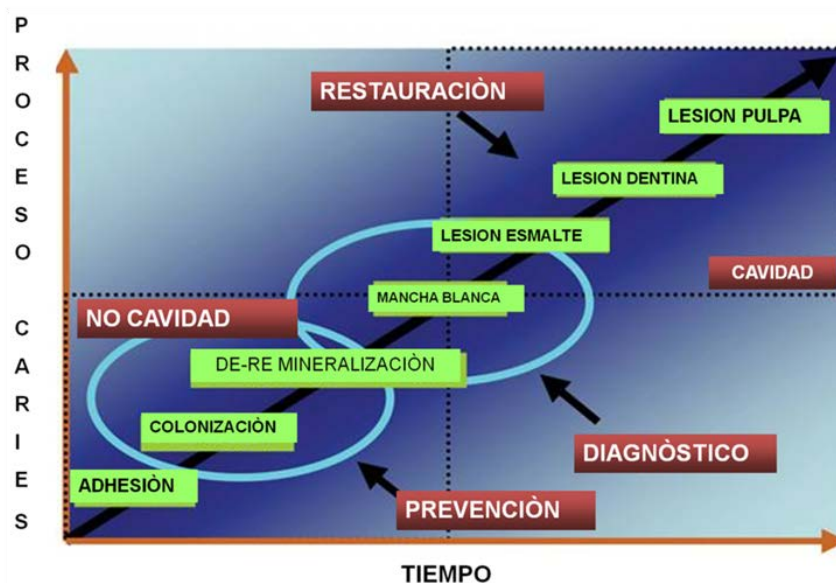 PROCESO CARIES
RESTAURACIÒN
LESION PULPA
LESION DENTINA
LESION ESMALTE
CAVIDAD
MANCHA BLANCA
NO CAVIDAD
DE-RE MINERALIZACIÒN
COLONIZACIÒN
DIAGNÒSTICO
ADHESIÒN
PREVENCIÒN
TIEMPO